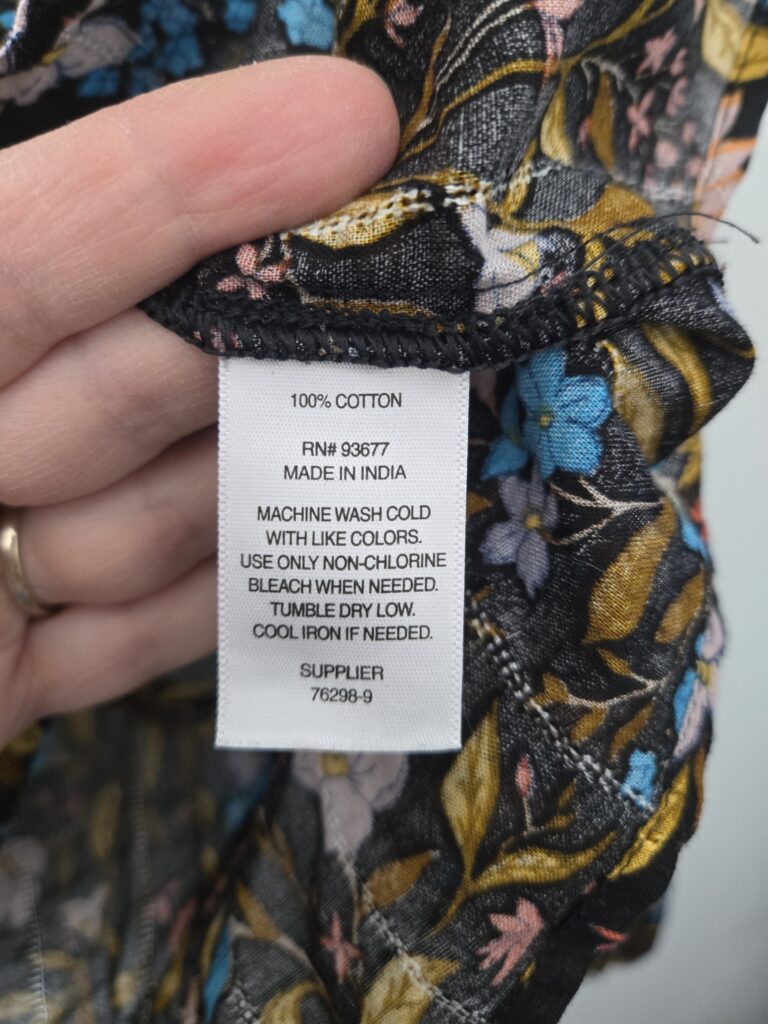 100% COTTON
RN# 93677
MADE IN INDIA
MACHINE WASH COLD
WITH LIKE COLORS.
USE ONLY NON-CHLORINE
BLEACH WHEN NEEDED.
TUMBLE DRY LOW.
COOL IRON IF NEEDED.
SUPPLIER
76298-9